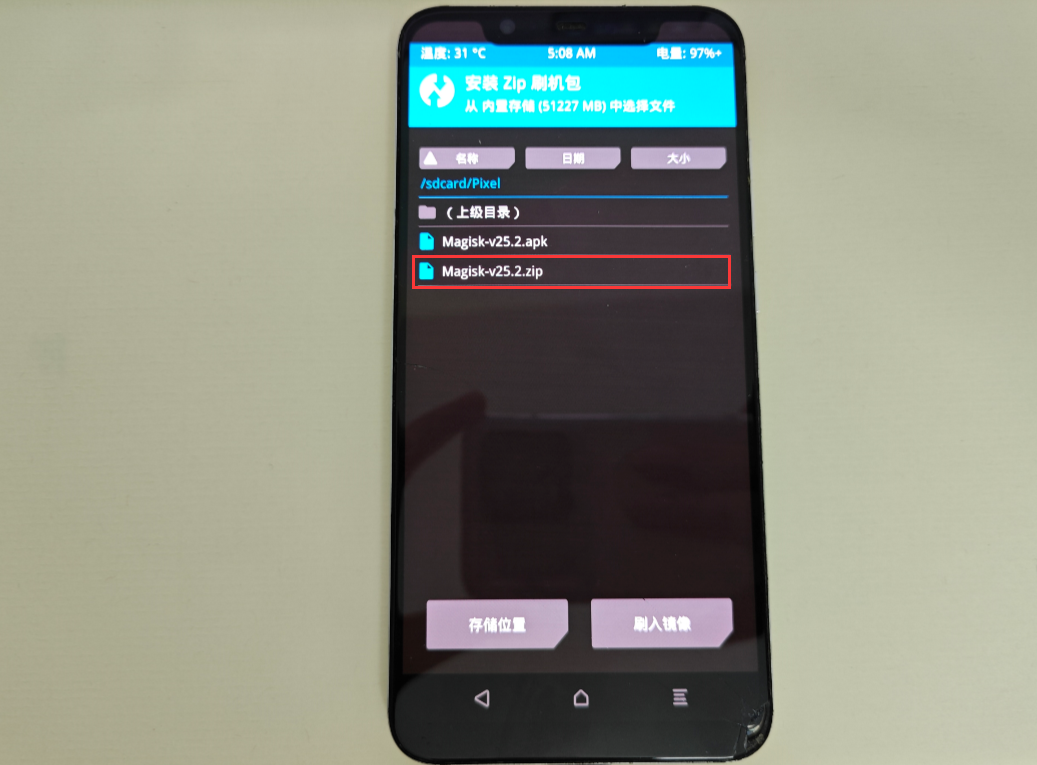 温度: 31 °C 5:08 AM 电量: 97%+
安装 Zip 刷机包
从 内置存储 (51227 MB) 中选择文件
名称 日期 大小
/sdcard/Pixel
（上级目录）
Magisk-v25.2.apk
Magisk-v25.2.zip
存储位置 刷入镜像